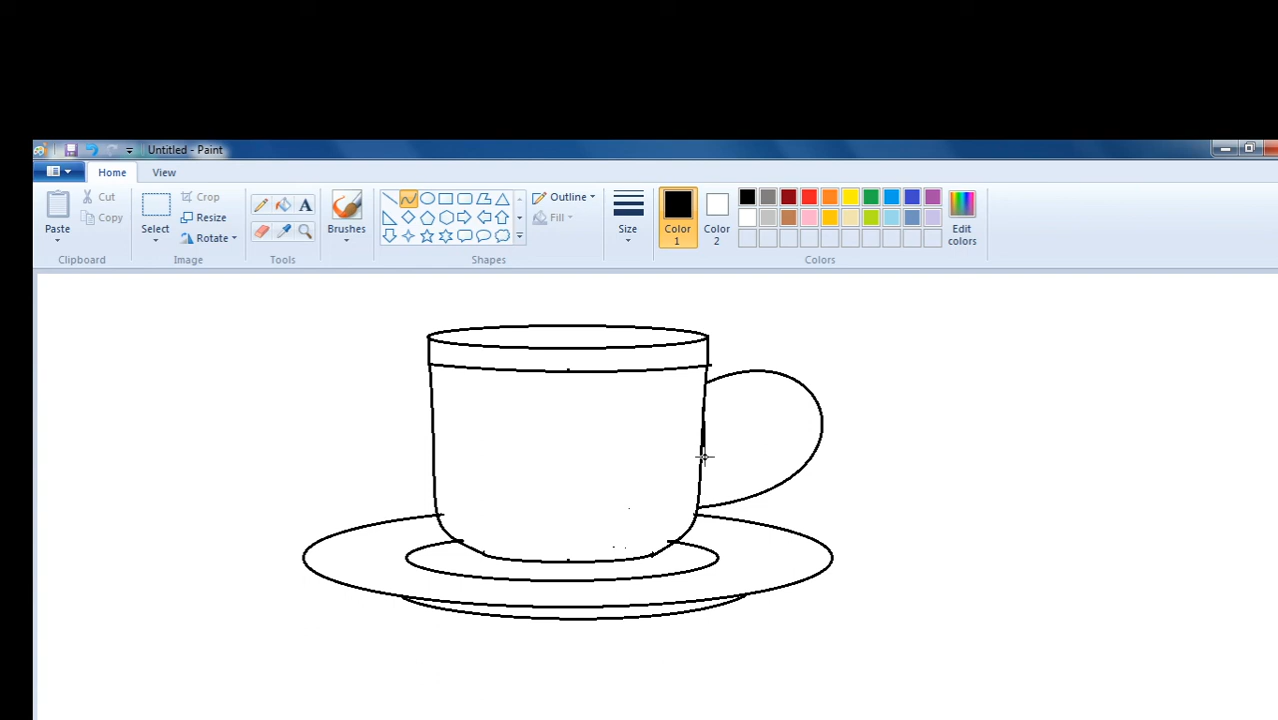 Untitled - Paint
Home View
Paste
Cut
Copy
Clipboard
Select
Crop
Resize
Rotate
Image
A
Tools
Brushes
Outline
Fill
Shapes
Size
Color 1
Color 2
Edit colors
Colors